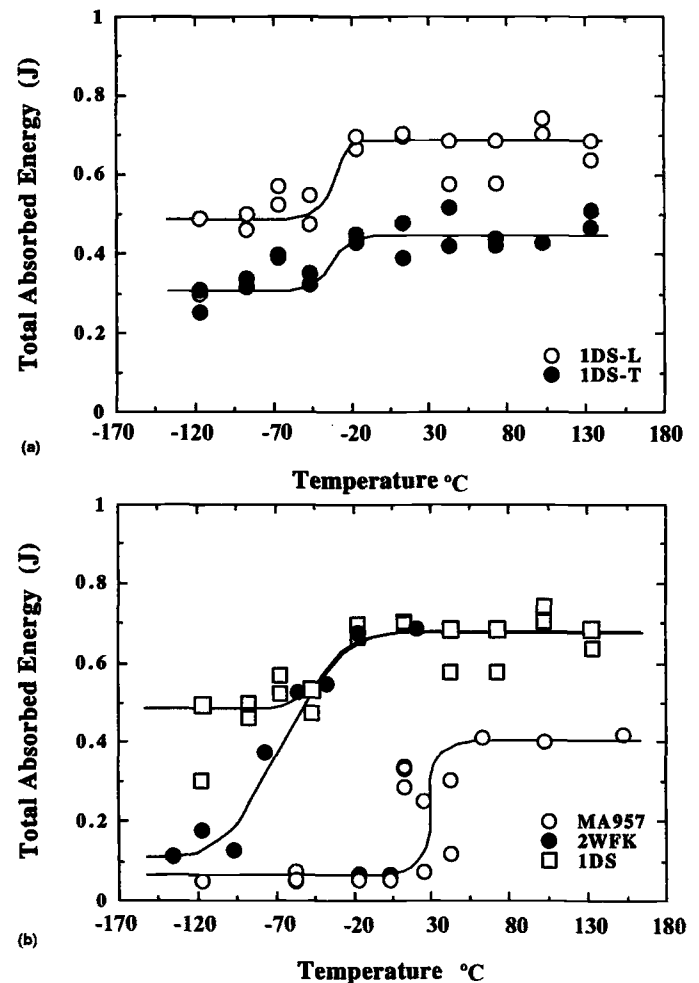 1
0.8
0.6
0.4
0.2
0
Total Absorbed Energy (J)
1DS-L
1DS-T
-170 -120 -70 -20 30 80 130 180
(a)
Temperature °C
1
0.8
0.6
0.4
0.2
0
Total Absorbed Energy (J)
MA957
2WFK
1DS
-170 -120 -70 -20 30 80 130 180
(b)
Temperature °C